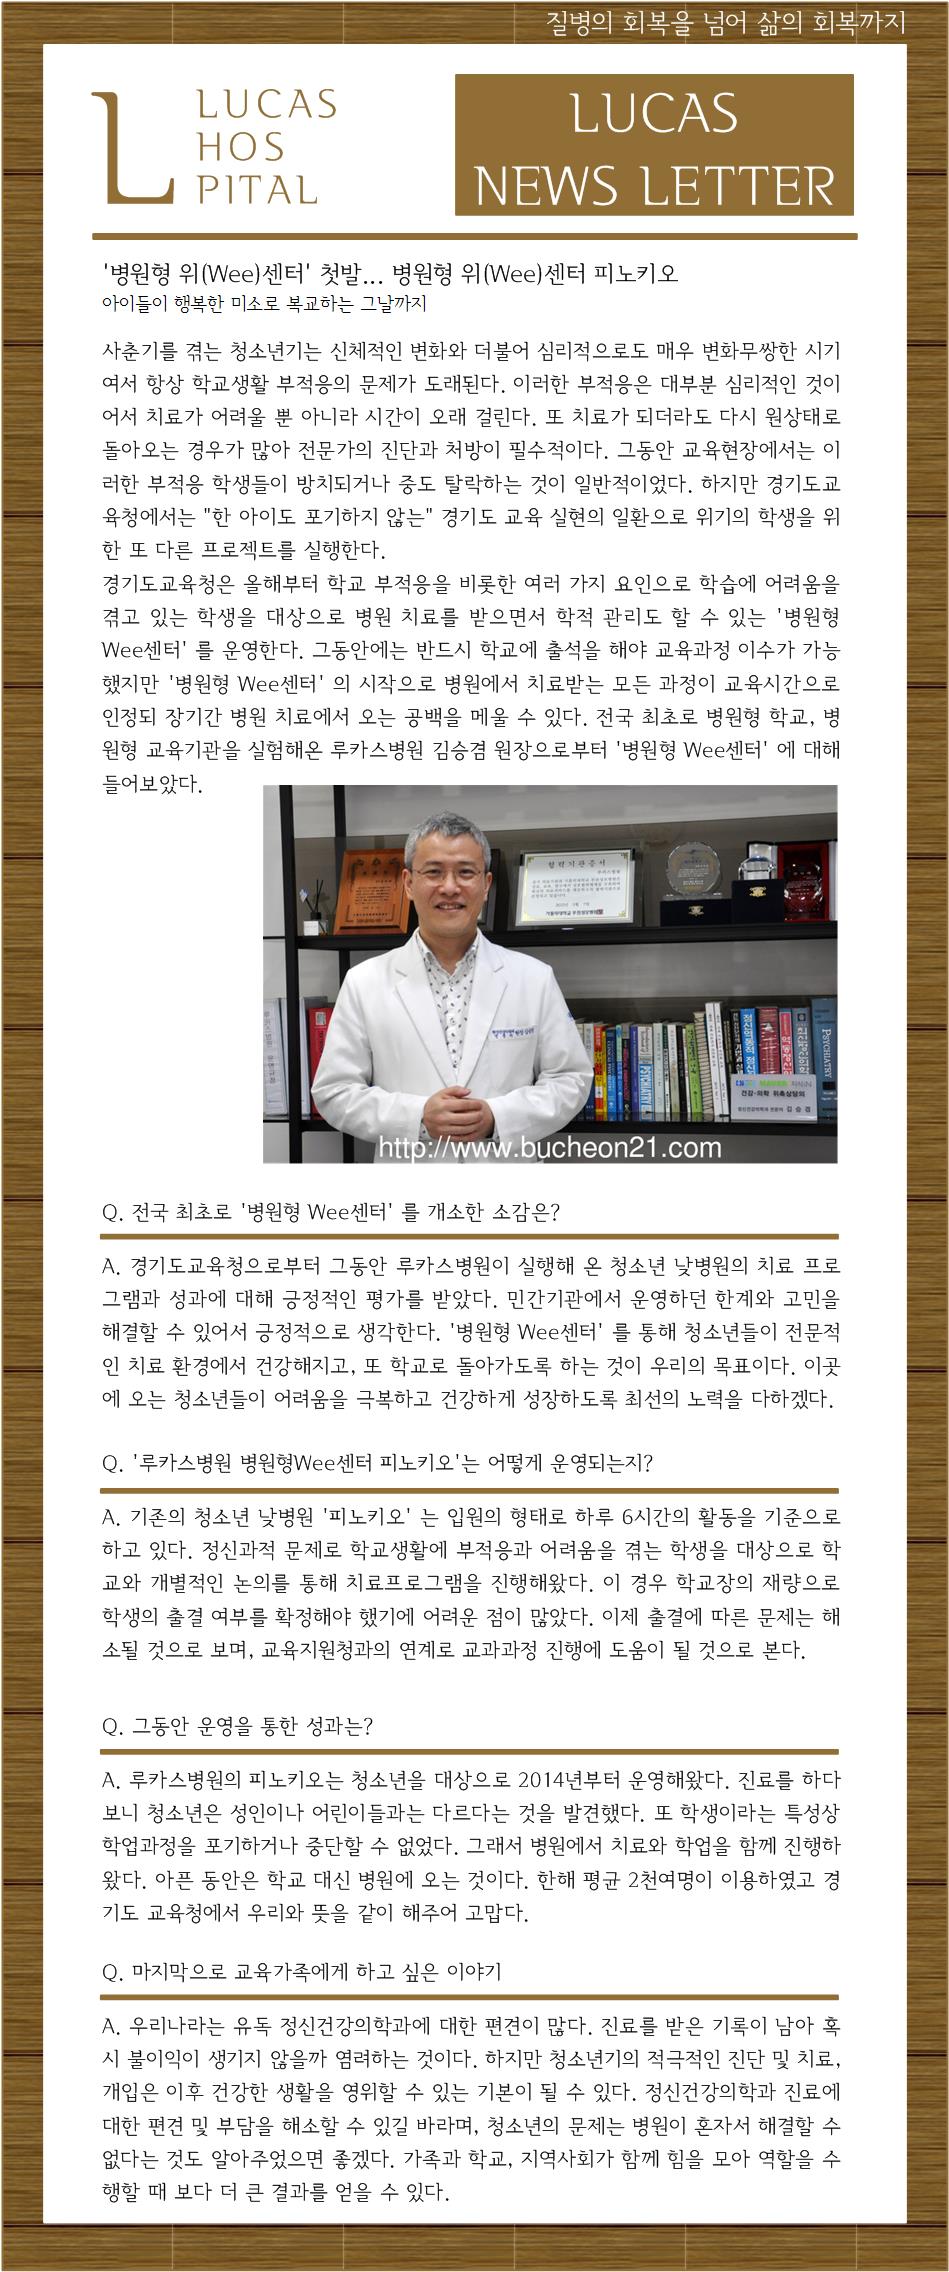 질병의 회복을 넘어 삶의 회복까지
L
LUCAS
HOS
PITAL
LUCAS
NEWS LETTER
'병원형 위(Wee)센터' 첫발... 병원형 위(Wee)센터 피노키오
아이들이 행복한 미소로 복교하는 그날까지
사춘기를 겪는 청소년기는 신체적인 변화와 더불어 심리적으로도 매우 변화무쌍한 시기
여서 항상 학교생활 부적응의 문제가 도래된다. 이러한 부적응은 대부분 심리적인 것이
어서 치료가 어려울 뿐 아니라 시간이 오래 걸린다. 또 치료가 되더라도 다시 원상태로
돌아오는 경우가 많아 전문가의 진단과 처방이 필수적이다. 그동안 교육현장에서는 이
러한 부적응 학생들이 방치되거나 중도 탈락하는 것이 일반적이었다. 하지만 경기도교
육청에서는 "한 아이도 포기하지 않는" 경기도 교육 실현의 일환으로 위기의 학생을 위
한 또 다른 프로젝트를 실행한다.
경기도교육청은 올해부터 학교 부적응을 비롯한 여러 가지 요인으로 학습에 어려움을
겪고 있는 학생을 대상으로 병원 치료를 받으면서 학적 관리도 할 수 있는 '병원형
Wee센터' 를 운영한다. 그동안에는 반드시 학교에 출석을 해야 교육과정 이수가 가능
했지만 '병원형 Wee센터' 의 시작으로 병원에서 치료받는 모든 과정이 교육시간으로
인정되 장기간 병원 치료에서 오는 공백을 메울 수 있다. 전국 최초로 병원형 학교, 병
원형 교육기관을 실험해온 루카스병원 김승겸 원장으로부터 '병원형 Wee센터' 에 대해
들어보았다.
협력기관증서
루카스병원
가톨릭대학교 부천성모병원
PSYCHIATRY
PSYCHIATRY
NAVER 지식iN
건강·의학 위촉상담의
정신건강의학과 전문의 김승겸
http://www.bucheon21.com
Q. 전국 최초로 '병원형 Wee센터' 를 개소한 소감은?
A. 경기도교육청으로부터 그동안 루카스병원이 실행해 온 청소년 낮병원의 치료 프로
그램과 성과에 대해 긍정적인 평가를 받았다. 민간기관에서 운영하던 한계와 고민을
해결할 수 있어서 긍정적으로 생각한다. '병원형 Wee센터' 를 통해 청소년들이 전문적
인 치료 환경에서 건강해지고, 또 학교로 돌아가도록 하는 것이 우리의 목표이다. 이곳
에 오는 청소년들이 어려움을 극복하고 건강하게 성장하도록 최선의 노력을 다하겠다.
Q. '루카스병원 병원형Wee센터 피노키오'는 어떻게 운영되는지?
A. 기존의 청소년 낮병원 '피노키오' 는 입원의 형태로 하루 6시간의 활동을 기준으로
하고 있다. 정신과적 문제로 학교생활에 부적응과 어려움을 겪는 학생을 대상으로 학
교와 개별적인 논의를 통해 치료프로그램을 진행해왔다. 이 경우 학교장의 재량으로
학생의 출결 여부를 확정해야 했기에 어려운 점이 많았다. 이제 출결에 따른 문제는 해
소될 것으로 보며, 교육지원청과의 연계로 교과과정 진행에 도움이 될 것으로 본다.
Q. 그동안 운영을 통한 성과는?
A. 루카스병원의 피노키오는 청소년을 대상으로 2014년부터 운영해왔다. 진료를 하다
보니 청소년은 성인이나 어린이들과는 다르다는 것을 발견했다. 또 학생이라는 특성상
학업과정을 포기하거나 중단할 수 없었다. 그래서 병원에서 치료와 학업을 함께 진행하
왔다. 아픈 동안은 학교 대신 병원에 오는 것이다. 한해 평균 2천여명이 이용하였고 경
기도 교육청에서 우리와 뜻을 같이 해주어 고맙다.
Q. 마지막으로 교육가족에게 하고 싶은 이야기
A. 우리나라는 유독 정신건강의학과에 대한 편견이 많다. 진료를 받은 기록이 남아 혹
시 불이익이 생기지 않을까 염려하는 것이다. 하지만 청소년기의 적극적인 진단 및 치료,
개입은 이후 건강한 생활을 영위할 수 있는 기본이 될 수 있다. 정신건강의학과 진료에
대한 편견 및 부담을 해소할 수 있길 바라며, 청소년의 문제는 병원이 혼자서 해결할 수
없다는 것도 알아주었으면 좋겠다. 가족과 학교, 지역사회가 함께 힘을 모아 역할을 수
행할 때 보다 더 큰 결과를 얻을 수 있다.